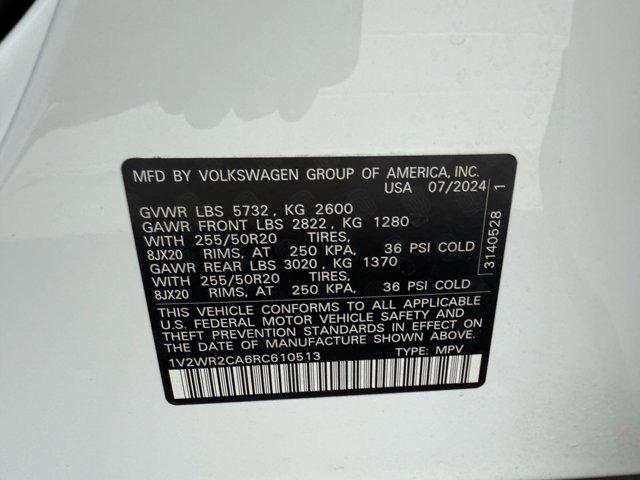 MFD BY VOLKSWAGEN GROUP OF AMERICA, INC.
USA 07/2024
GVWR LBS 5732 , KG 2600
GAWR FRONT LBS 2822 , KG 1280
WITH 255/50R20 TIRES,
8JX20 RIMS, AT 250 KPA, 36 PSI COLD
GAWR REAR LBS 3020 , KG 1370
WITH 255/50R20 TIRES,
8JX20 RIMS, AT 250 KPA, 36 PSI COLD
THIS VEHICLE CONFORMS TO ALL APPLICABLE
U.S. FEDERAL MOTOR VEHICLE SAFETY AND
THEFT PREVENTION STANDARDS IN EFFECT ON
THE DATE OF MANUFACTURE SHOWN ABOVE.
1V2WR2CA6RC610513 TYPE: MPV
3140528 1